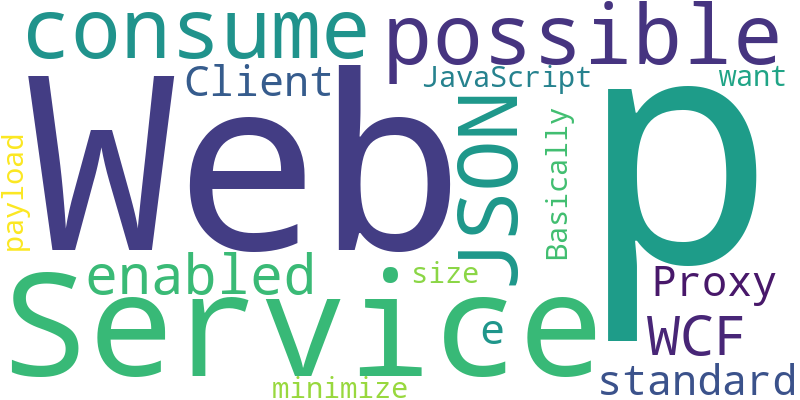 consume
possible
Client
JavaScript
want
Web
p
JSON
Basically
payload
enabled
size
Proxy
Service
e
WCF
minimize
standard